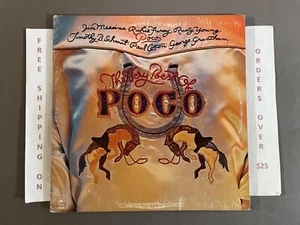 Jim Messina Richie Furay Rusty Young
Timothy B. Schmit Paul Cotton George Grantham
The Very Best Of
POCO
FREE SHIPPING ON
ORDERS OVER
$25